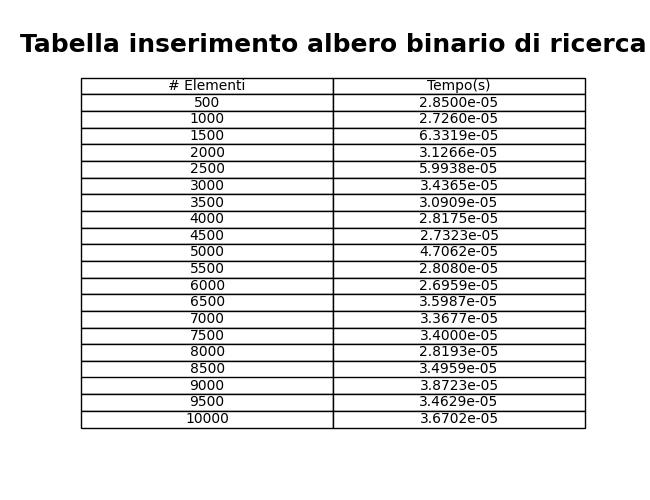 Tabella inserimento albero binario di ricerca
# Elementi Tempo(s)
500 2.8500e-05
1000 2.7260e-05
1500 6.3319e-05
2000 3.1266e-05
2500 5.9938e-05
3000 3.4365e-05
3500 3.0909e-05
4000 2.8175e-05
4500 2.7323e-05
5000 4.7062e-05
5500 2.8080e-05
6000 2.6959e-05
6500 3.5987e-05
7000 3.3677e-05
7500 3.4000e-05
8000 2.8193e-05
8500 3.4959e-05
9000 3.8723e-05
9500 3.4629e-05
10000 3.6702e-05